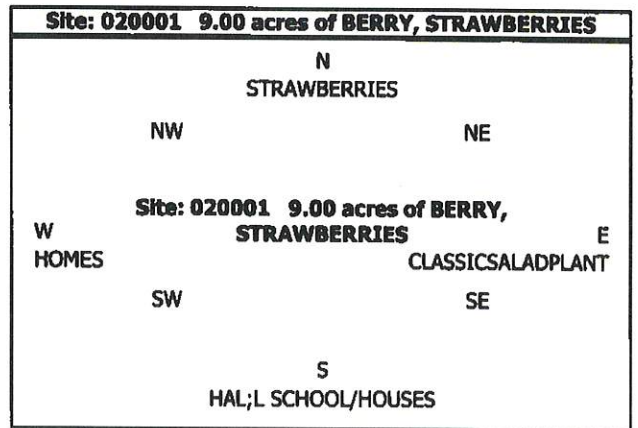 Site: 020001 9.00 acres of BERRY, STRAWBERRIES
N
STRAWBERRIES
NW NE
Site: 020001 9.00 acres of BERRY,
W STRAWBERRIES E
HOMES CLASSICSALADPLANT
SW SE
S
HAL;L SCHOOL/HOUSES